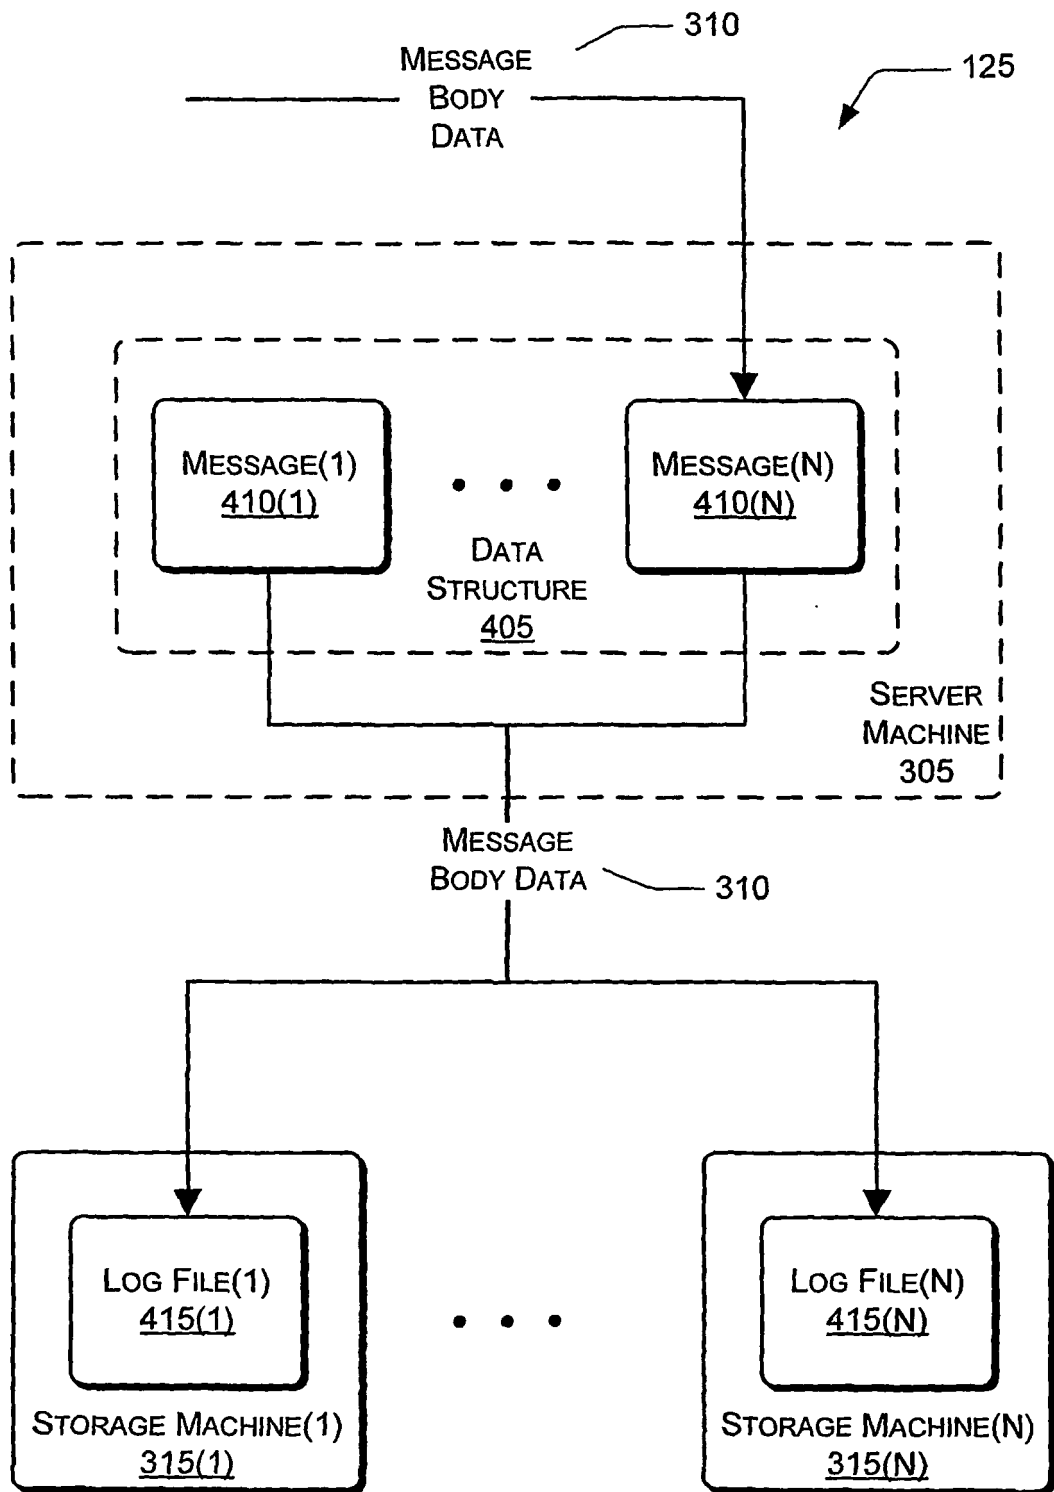 310
MESSAGE
BODY
DATA
125
MESSAGE(1)
410(1)
MESSAGE(N)
410(N)
DATA
STRUCTURE
405
SERVER
MACHINE
305
MESSAGE
BODY DATA
310
LOG FILE(1)
415(1)
STORAGE MACHINE(1)
315(1)
LOG FILE(N)
415(N)
STORAGE MACHINE(N)
315(N)